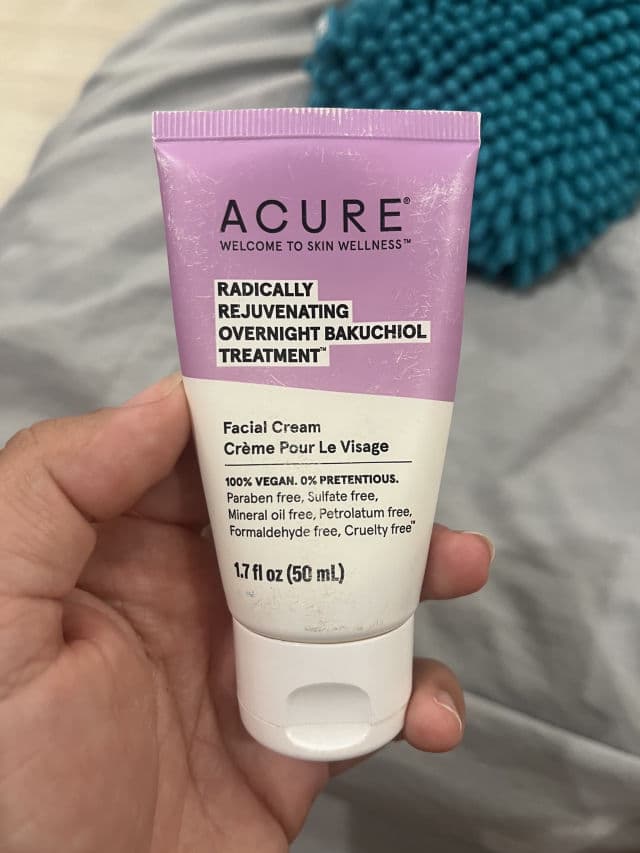 ACURE®
WELCOME TO SKIN WELLNESS™
RADICALLY
REJUVENATING
OVERNIGHT BAKUCHIOL
TREATMENT™
Facial Cream
Crème Pour Le Visage
100% VEGAN. 0% PRETENTIOUS.
Paraben free, Sulfate free,
Mineral oil free, Petrolatum free,
Formaldehyde free, Cruelty free™
1.7 fl oz (50 mL)